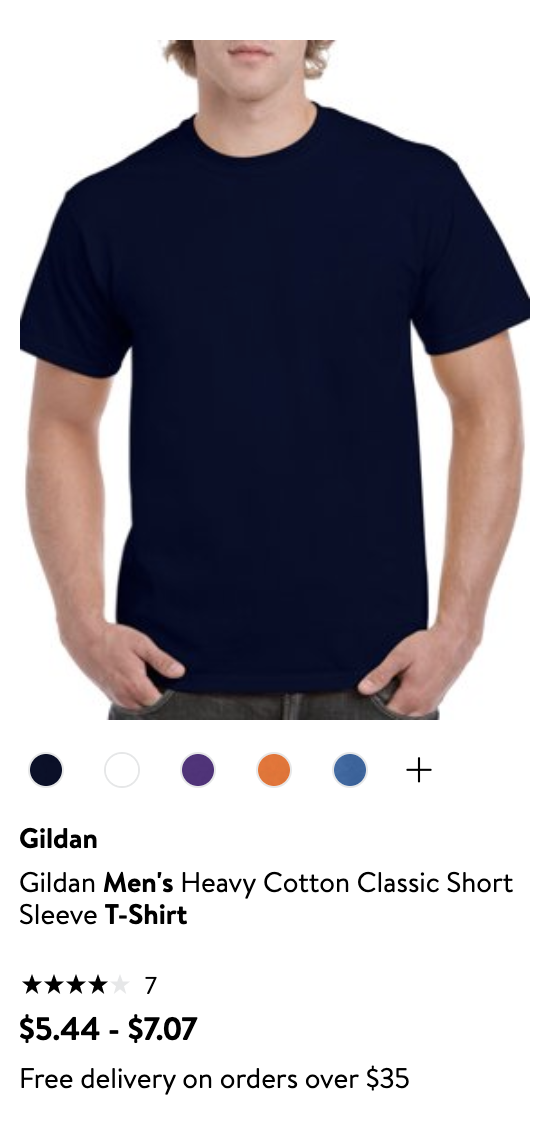 Gildan
Gildan Men's Heavy Cotton Classic Short
Sleeve T-Shirt
★★★★★ 7
$5.44 - $7.07
Free delivery on orders over $35